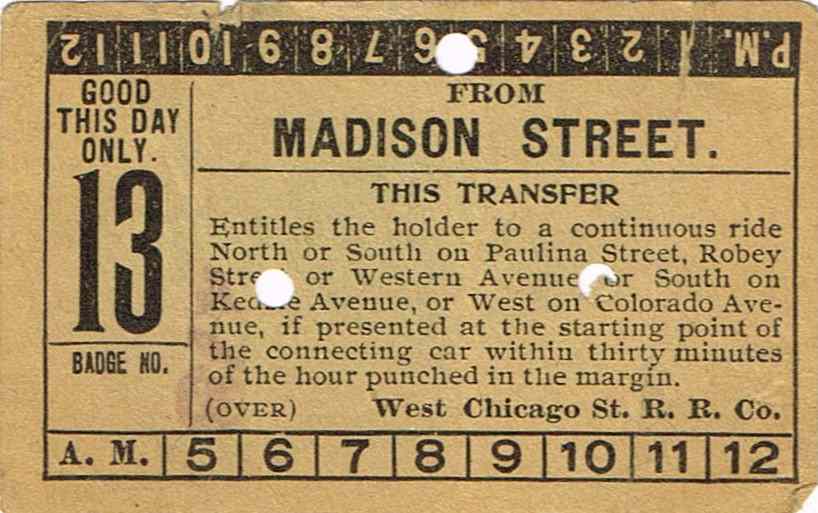 P.M. 1 2 3 4 5 6 7 8 9 10 11 12
GOOD
THIS DAY
ONLY.
13
BADGE NO.
FROM
MADISON STREET.
THIS TRANSFER
Entitles the holder to a continuous ride
North or South on Paulina Street, Robey
Street or Western Avenue or South on
Kedzie Avenue, or West on Colorado Ave-
nue, if presented at the starting point of
the connecting car within thirty minutes
of the hour punched in the margin.
(OVER) West Chicago St. R. R. Co.
A. M. 5 6 7 8 9 10 11 12